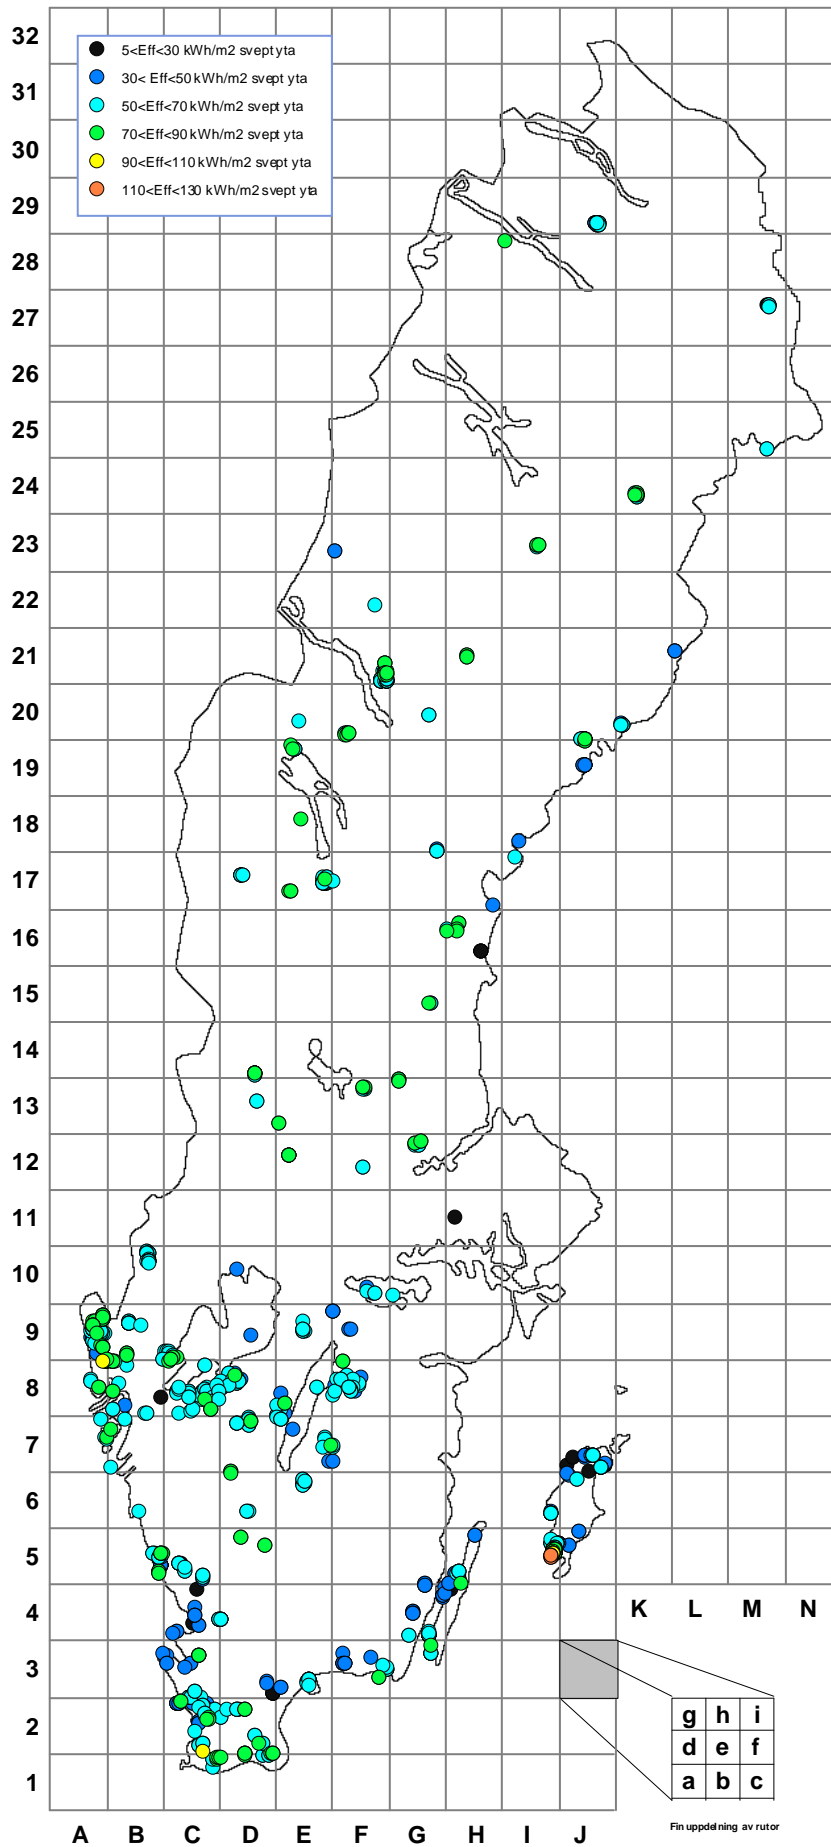 32
5<Eff<30 kWh/m2 svept yta
30< Eff<50 kWh/m2 svept yta
31
50<Eff<70 kWh/m2 svept yta
70<Eff<90 kWh/m2 svept yta
30
90<Eff<110 kWh/m2 svept yta
110<Eff<130 kWh/m2 svept yta
29
28
27
26
25
24
23
22
21
20
19
18
17
16
15
14
13
12
11
10
9
8
7
6
5
4
K L M N
3
g h i
2
d e f
a b c
1
Fin uppdelning av rutor
A B C D E F G H I J